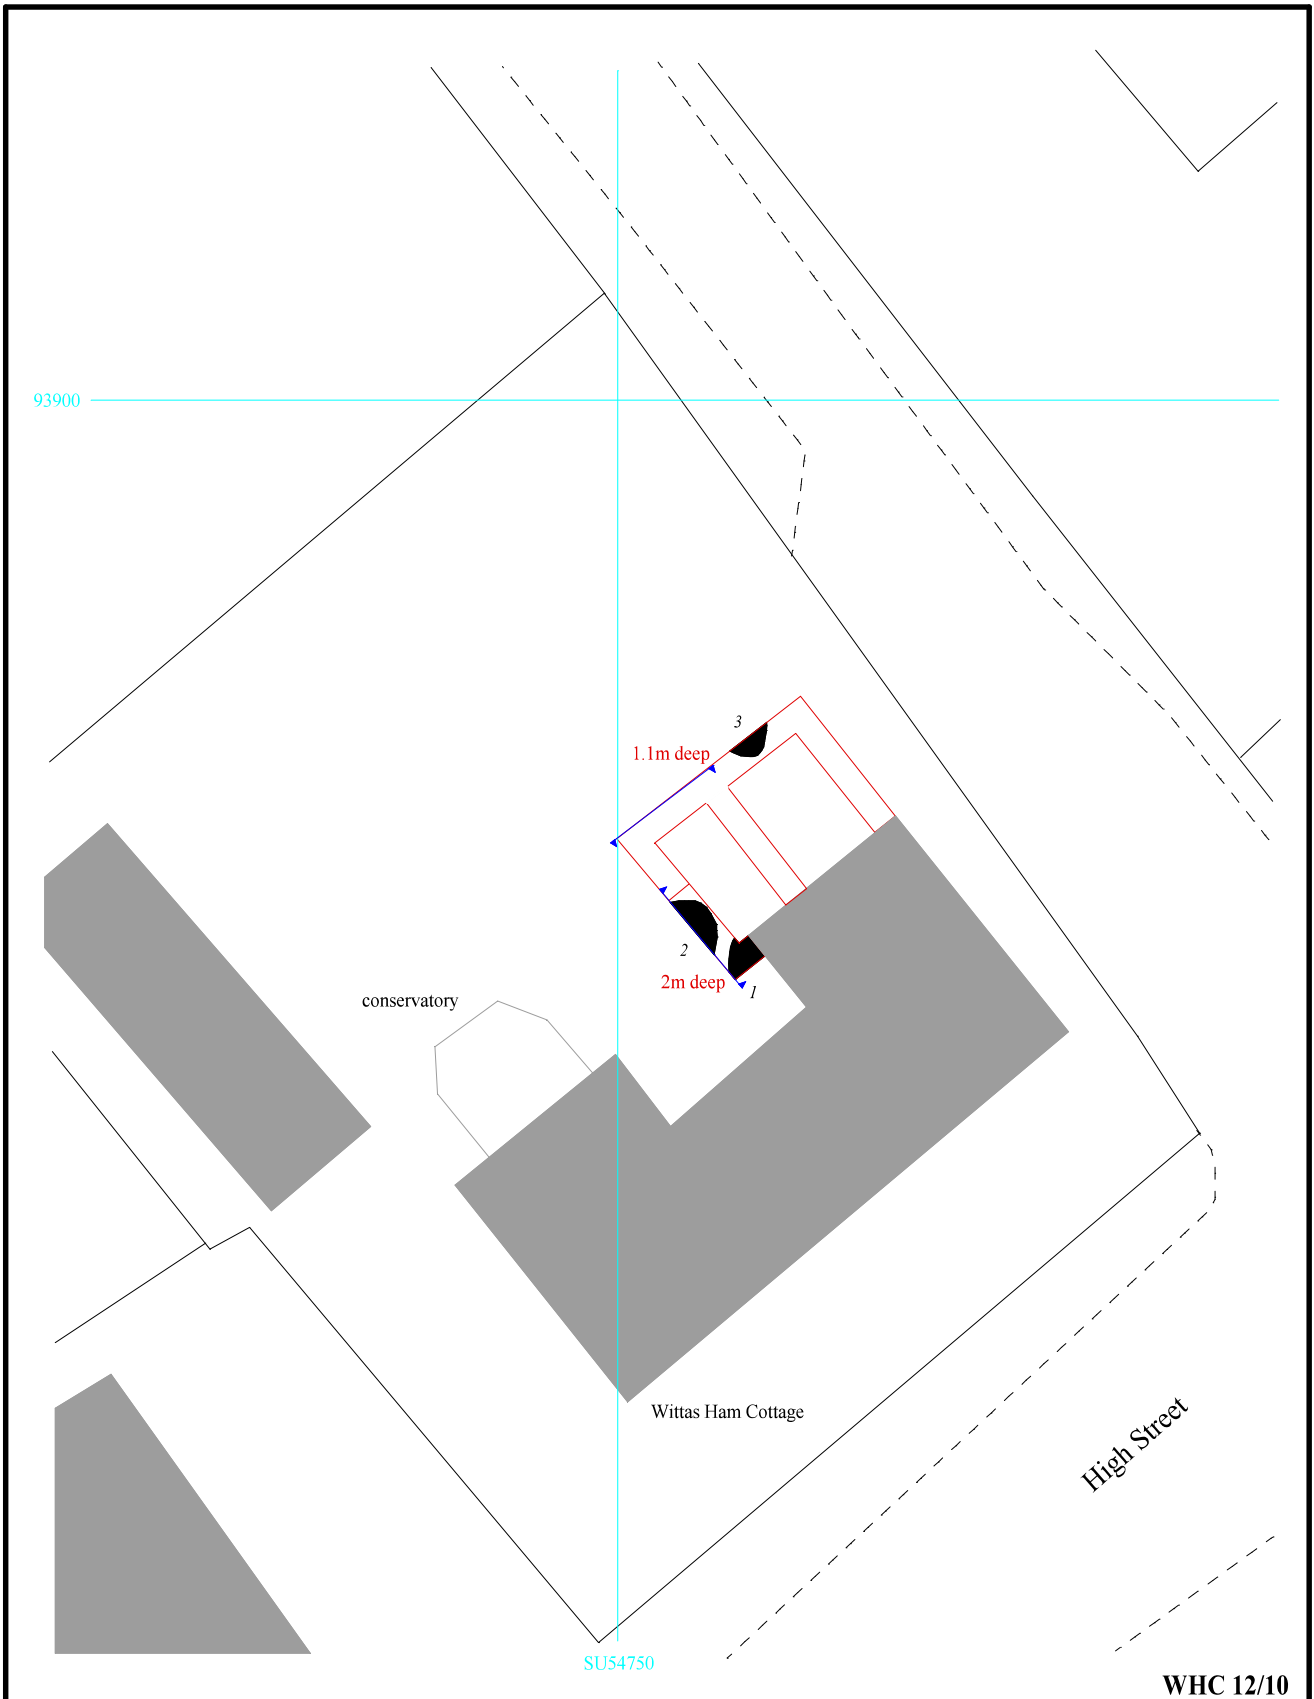 93900
3
1.1m deep
2
2m deep
1
conservatory
Wittas Ham Cottage
High Street
SU54750
WHC 12/10